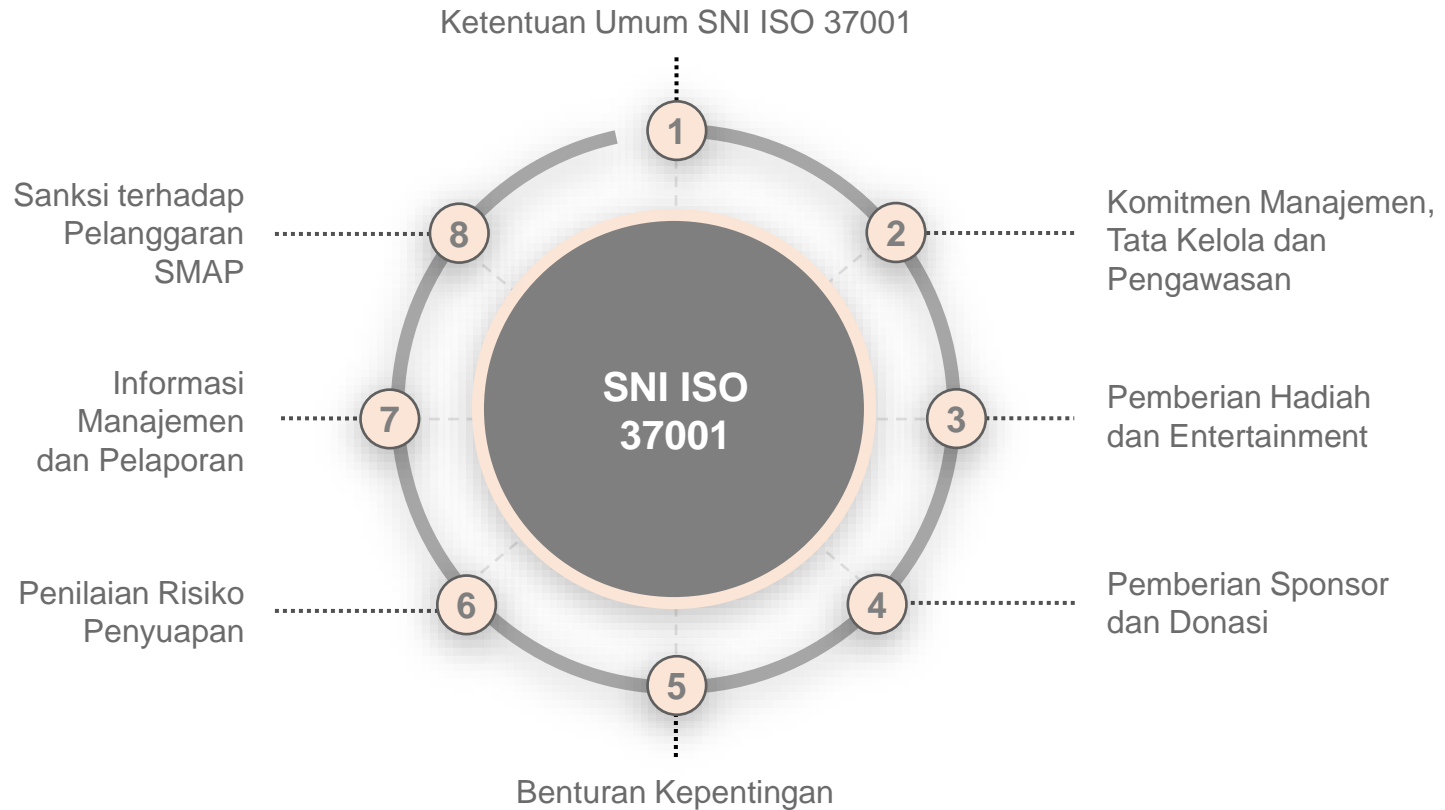 Ketentuan Umum SNI ISO 37001
1
Komitmen Manajemen,
Tata Kelola dan
Pengawasan
2
Pemberian Hadiah
dan Entertainment
3
Pemberian Sponsor
dan Donasi
4
Benturan Kepentingan
5
Penilaian Risiko
Penyuapan
6
Informasi
Manajemen
dan Pelaporan
7
Sanksi terhadap
Pelanggaran
SMAP
8
SNI ISO
37001